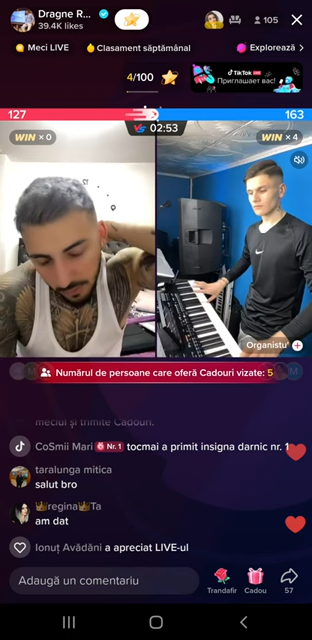 Dragne R...
39.4K likes
105
Meci LIVE
Clasament săptămânal
Explorează >
4/100
TikTok LIVE
Приглашает вас!
127
163
WIN × 0
VS 02:53
WIN × 4
Organistu'
Numărul de persoane care oferă Cadouri vizate: 5
M
M
meciul și trimite Cadouri.
CoSmii Mari Nr. 1 tocmai a primit insigna darnic nr. 1
taralunga mitica
salut bro
regina Ta
am dat
Ionuț Avădăni a apreciat LIVE-ul
Adaugă un comentariu
Trandafir
Cadou
57